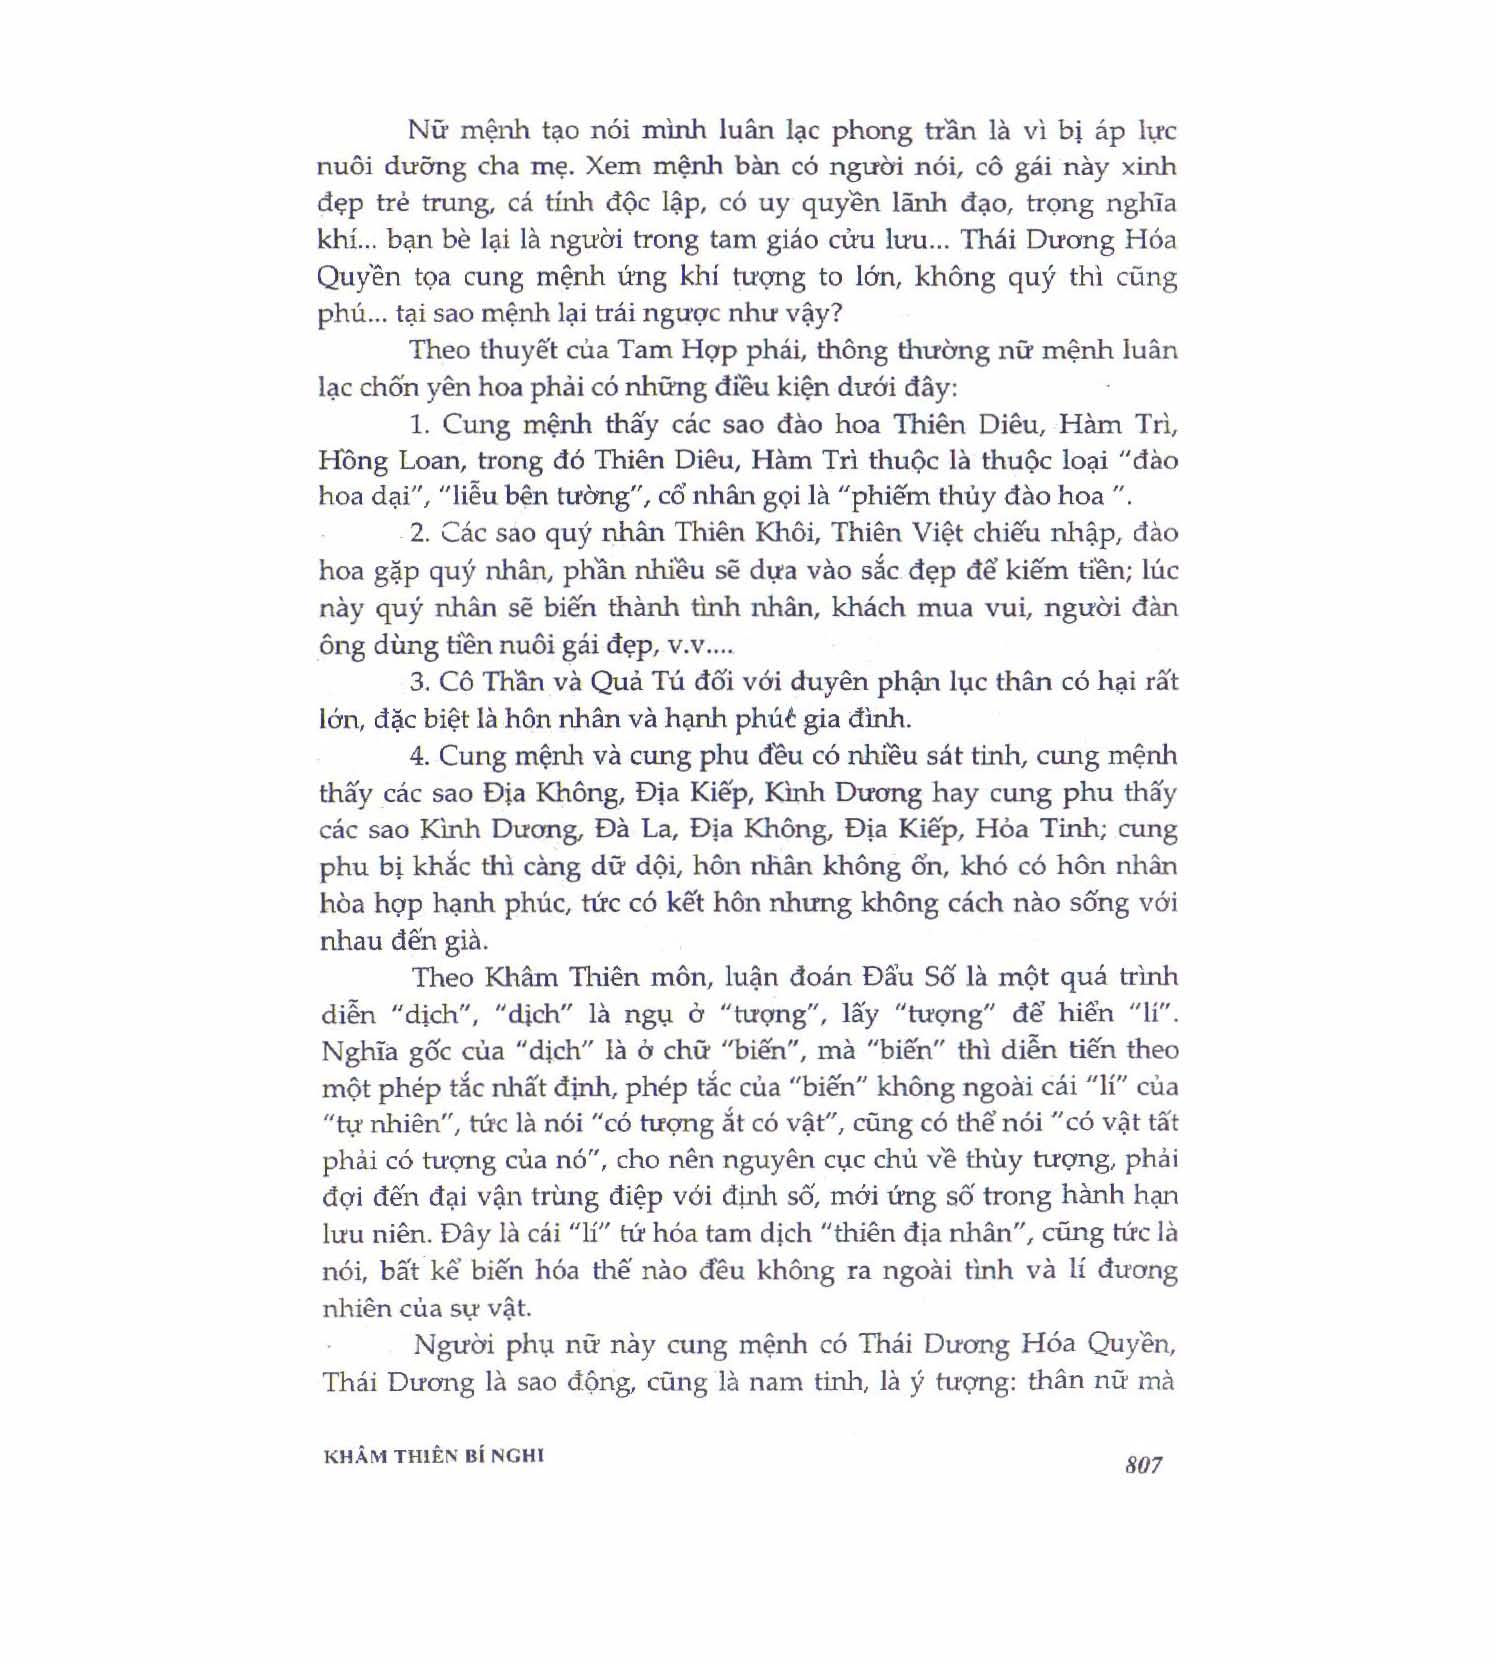 Nữ mệnh tạo nói mình luân lạc phong trần là vì bị áp lực
nuôi dưỡng cha mẹ. Xem mệnh bàn có người nói, cô gái này xinh
đẹp trẻ trung, cá tính độc lập, có uy quyền lãnh đạo, trọng nghĩa
khí... bạn bè lại là người trong tam giáo cửu lưu... Thái Dương Hóa
Quyền tọa cung mệnh ứng khí tượng to lớn, không quý thì cũng
phú... tại sao mệnh lại trái ngược như vậy?
Theo thuyết của Tam Hợp phái, thông thường nữ mệnh luân
lạc chốn yên hoa phải có những điều kiện dưới đây:
1. Cung mệnh thấy các sao đào hoa Thiên Diêu, Hàm Trì,
Hồng Loan, trong đó Thiên Diêu, Hàm Trì thuộc là thuộc loại "đào
hoa dại", "liễu bên tường", cổ nhân gọi là "phiếm thủy đào hoa ".
2. Các sao quý nhân Thiên Khôi, Thiên Việt chiếu nhập, đào
hoa gặp quý nhân, phần nhiều sẽ dựa vào sắc đẹp để kiếm tiền; lúc
này quý nhân sẽ biến thành tình nhân, khách mua vui, người đàn
ông dùng tiền nuôi gái đẹp, v.v....
3. Cô Thần và Quả Tú đối với duyên phận lục thân có hại rất
lớn, đặc biệt là hôn nhân và hạnh phúc gia đình.
4. Cung mệnh và cung phu đều có nhiều sát tinh, cung mệnh
thấy các sao Địa Không, Địa Kiếp, Kình Dương hay cung phu thấy
các sao Kình Dương, Đà La, Địa Không, Địa Kiếp, Hỏa Tinh; cung
phu bị khắc thì càng dữ dội, hôn nhân không ổn, khó có hôn nhân
hòa hợp hạnh phúc, tức có kết hôn nhưng không cách nào sống với
nhau đến già.
Theo Khâm Thiên môn, luận đoán Đẩu Số là một quá trình
diễn "dịch", "dịch" là ngụ ở "tượng", lấy "tượng" để hiển "lí".
Nghĩa gốc của "dịch" là ở chữ "biến", mà "biến" thì diễn tiến theo
một phép tắc nhất định, phép tắc của "biến" không ngoài cái "lí" của
"tự nhiên", tức là nói "có tượng ắt có vật", cũng có thể nói "có vật tất
phải có tượng của nó", cho nên nguyên cục chủ về thùy tượng, phải
đợi đến đại vận trùng điệp với định số, mới ứng số trong hành hạn
lưu niên. Đây là cái "lí" tứ hóa tam dịch "thiên địa nhân", cũng tức là
nói, bất kể biến hóa thế nào đều không ra ngoài tình và lí đương
nhiên của sự vật.
Người phụ nữ này cung mệnh có Thái Dương Hóa Quyền,
Thái Dương là sao động, cũng là nam tinh, là ý tượng: thân nữ mà
KHÂM THIÊN BÍ NGHI
807